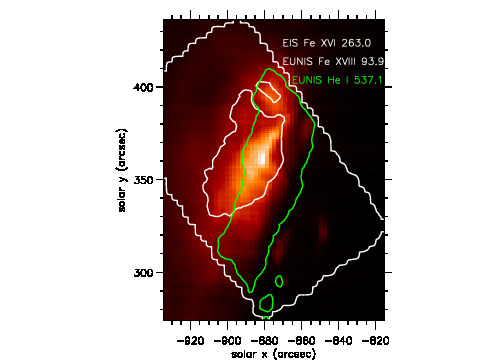 EIS Fe XVI 263.0
EUNIS Fe XVIII 93.9
EUNIS He I 537.1
400
350
300
solar y (arcsec)
-920 -900 -880 -860 -840 -820
solar x (arcsec)